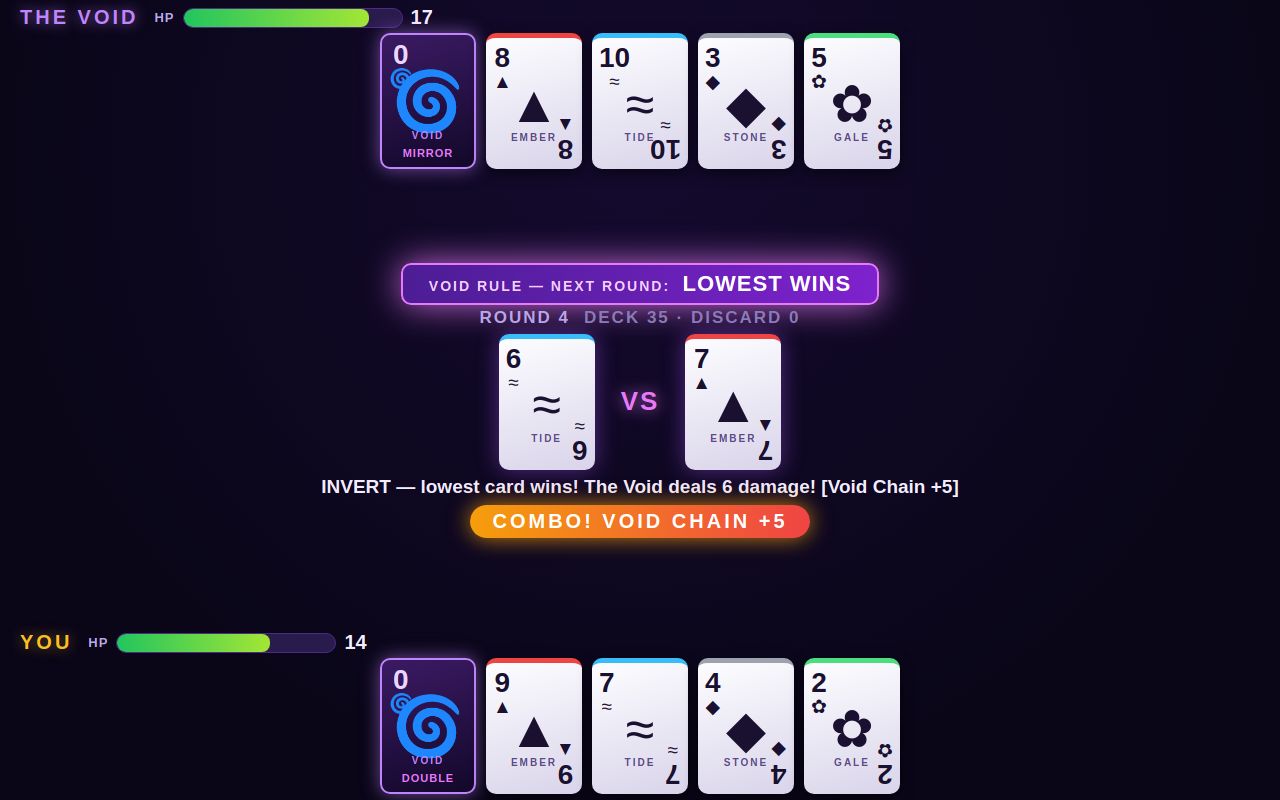 THE VOID HP 17
0
VOID
MIRROR
8
EMBER
8
10
TIDE
10
3
STONE
3
5
GALE
5
VOID RULE — NEXT ROUND: LOWEST WINS
ROUND 4 DECK 35 · DISCARD 0
6
TIDE
6
VS
7
EMBER
7
INVERT — lowest card wins! The Void deals 6 damage! [Void Chain +5]
COMBO! VOID CHAIN +5
YOU HP 14
0
VOID
DOUBLE
9
EMBER
9
7
TIDE
7
4
STONE
4
2
GALE
2